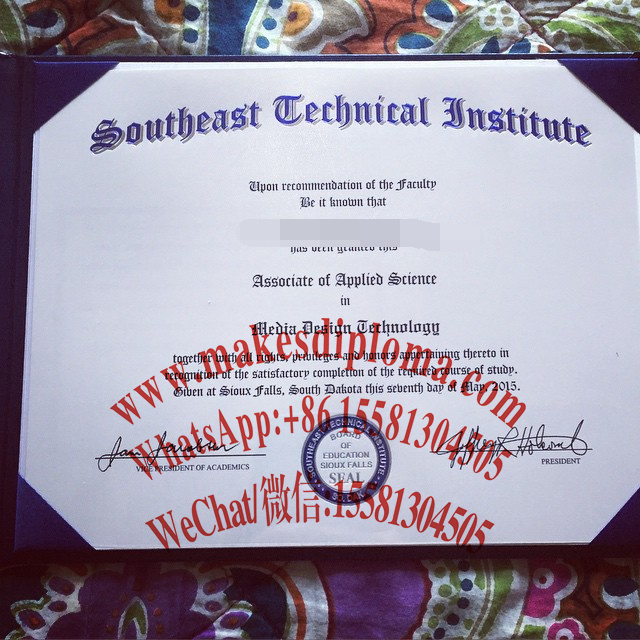 Southeast Technical Institute
Upon recommendation of the Faculty
Be it known that
has been granted this
Associate of Applied Science
in
Media Design Technology
together with all rights, privileges and honors appertaining thereto in
recognition of the satisfactory completion of the required course of study.
Given at Sioux Falls, South Dakota this seventh day of May, 2015.
www.makesdiploma.com
WhatsApp:+86 15581304505
VICE PRESIDENT OF ACADEMICS
SOUTHEAST TECHNICAL INSTITUTE
BOARD
OF
EDUCATION
SIOUX FALLS
SEAL
PRESIDENT
WeChat/微信:15581304505